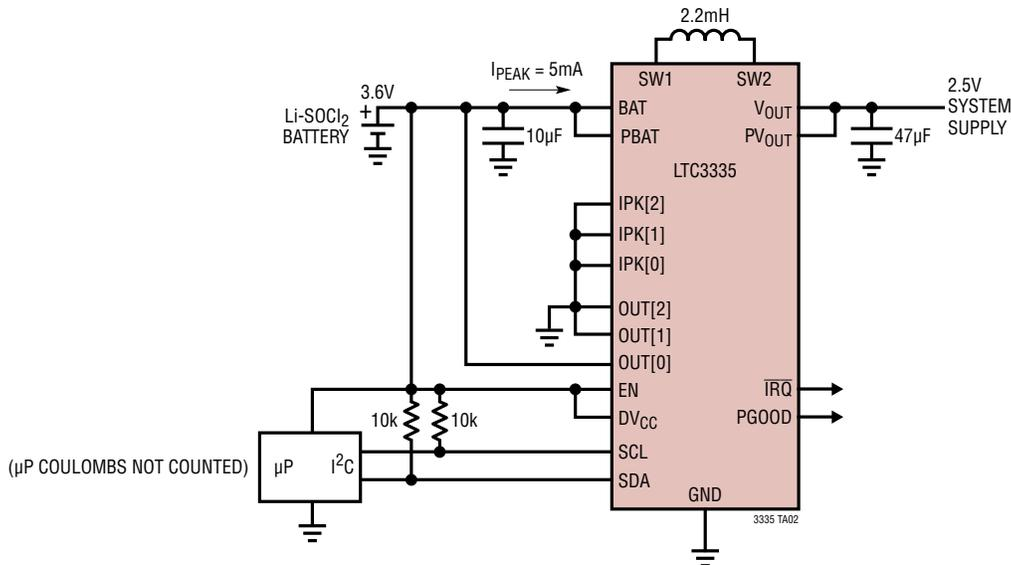 2.2mH
SW1 SW2
IPEAK = 5mA
3.6V
+
Li-SOCl2
BATTERY
10µF
BAT
PBAT
VOUT
PVOUT
2.5V
SYSTEM
SUPPLY
47µF
LTC3335
IPK[2]
IPK[1]
IPK[0]
OUT[2]
OUT[1]
OUT[0]
EN
DVCC
SCL
SDA
IRQ
PGOOD
GND
10k 10k
(µP COULOMBS NOT COUNTED)
µP I2C
3335 TA02